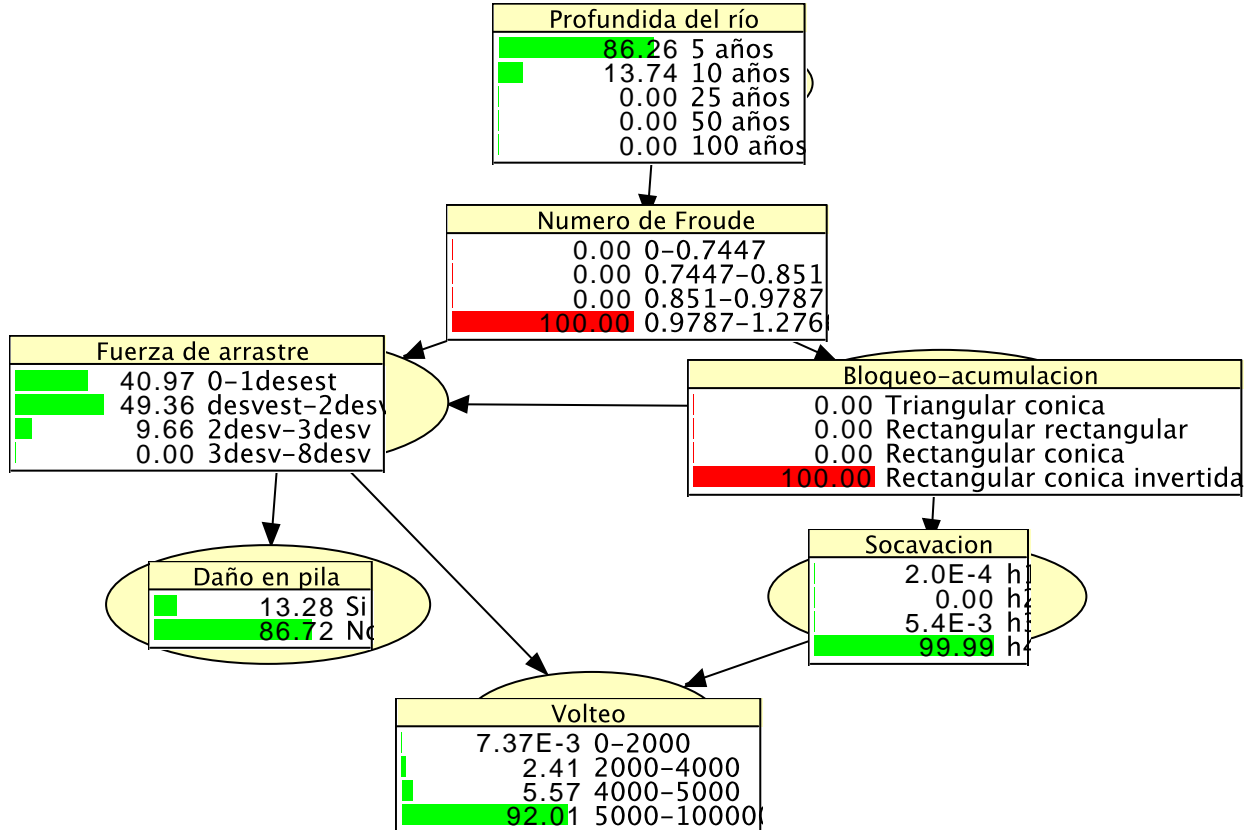 Profundida del río
86.26 5 años
13.74 10 años
0.00 25 años
0.00 50 años
0.00 100 años
Numero de Froude
0.00 0-0.7447
0.00 0.7447-0.851
0.00 0.851-0.9787
100.00 0.9787-1.276
Fuerza de arrastre
40.97 0-1desest
49.36 desvest-2desv
9.66 2desv-3desv
0.00 3desv-8desv
Bloqueo-acumulacion
0.00 Triangular conica
0.00 Rectangular rectangular
0.00 Rectangular conica
100.00 Rectangular conica invertida
Daño en pila
13.28 Si
86.72 No
Socavacion
2.0E-4 h1
0.00 h2
5.4E-3 h3
99.99 h4
Volteo
7.37E-3 0-2000
2.41 2000-4000
5.57 4000-5000
92.01 5000-10000